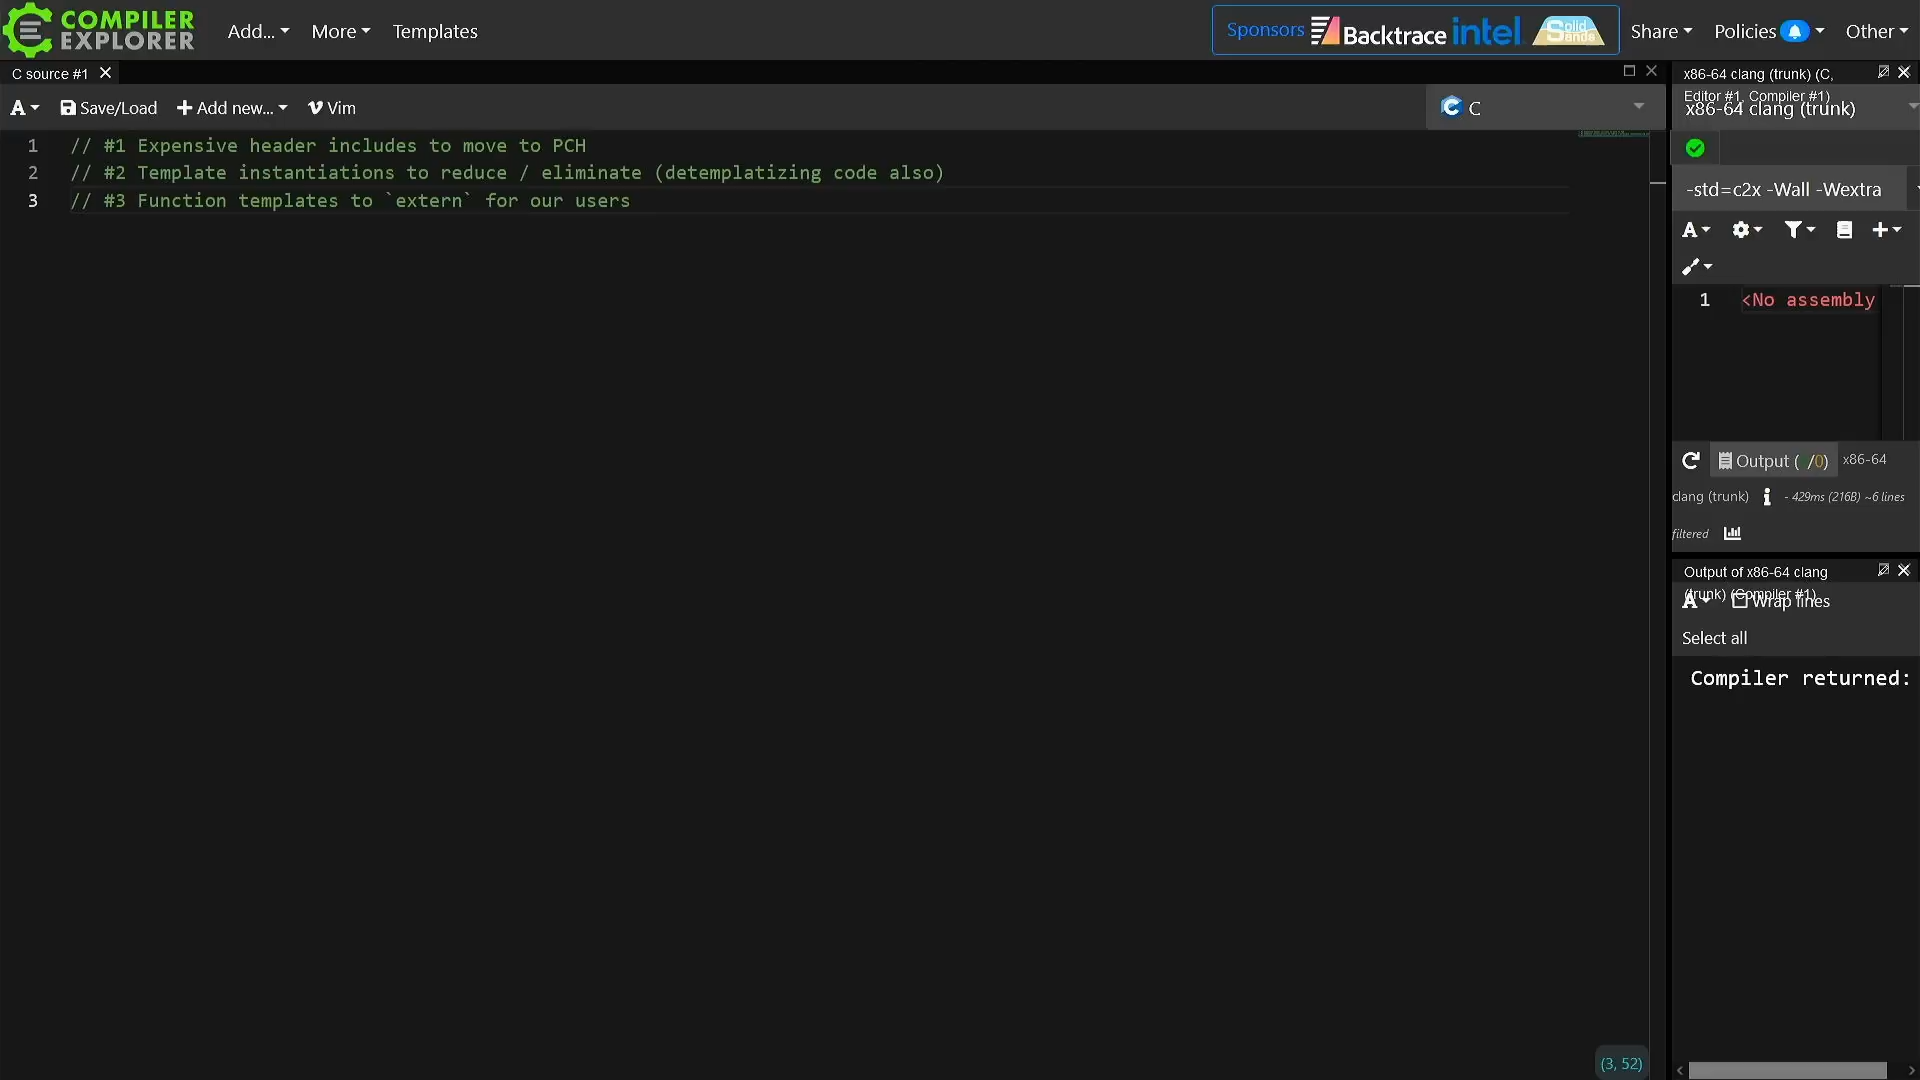 COMPILER
EXPLORER
Add...
More
Templates
Sponsors
Backtrace
intel
Solid
Sands
Share
Policies
Other
C source #1
A
Save/Load
Add new...
Vim
C
1 // #1 Expensive header includes to move to PCH
2 // #2 Template instantiations to reduce / eliminate (detemplatizing code also)
3 // #3 Function templates to `extern` for our users
(3, 52)
x86-64 clang (trunk) (C,
Editor #1, Compiler #1)
x86-64 clang (trunk)
-std=c2x -Wall -Wextra
A
1 <No assembly
Output ( /0)
x86-64
clang (trunk)
- 429ms (216B) ~6 lines
filtered
Output of x86-64 clang
(trunk) (Compiler #1)
A
Wrap lines
Select all
Compiler returned: